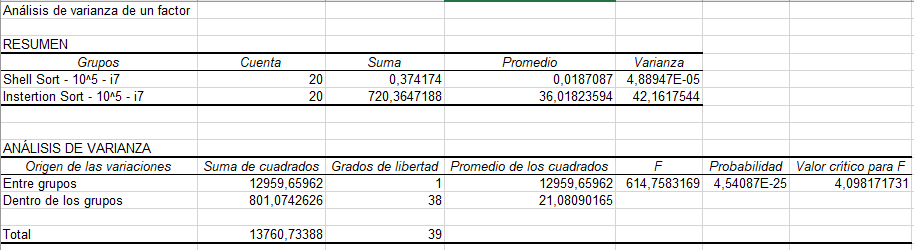 Análisis de varianza de un factor
RESUMEN
Grupos Cuenta Suma Promedio Varianza
Shell Sort - 10^5 - i7 20 0,374174 0,0187087 4,88947E-05
Instertion Sort - 10^5 - i7 20 720,3647188 36,01823594 42,1617544
ANÁLISIS DE VARIANZA
Origen de las variaciones Suma de cuadrados Grados de libertad Promedio de los cuadrados F Probabilidad Valor crítico para F
Entre grupos 12959,65962 1 12959,65962 614,7583169 4,54087E-25 4,098171731
Dentro de los grupos 801,0742626 38 21,08090165
Total 13760,73388 39